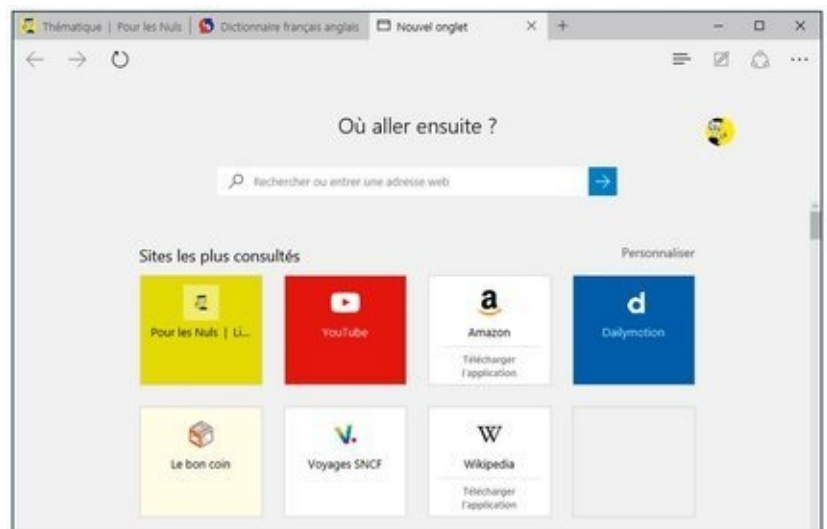 Thématique | Pour les Nuls
Dictionnaire français anglais
Nouvel onglet
Où aller ensuite ?
Rechercher ou entrer une adresse web
Sites les plus consultés
Personnaliser
Pour les Nuls | Li...
YouTube
a
Amazon
Télécharger
l'application
d
Dailymotion
Le bon coin
V.
Voyages SNCF
W
Wikipedia
Télécharger
l'application